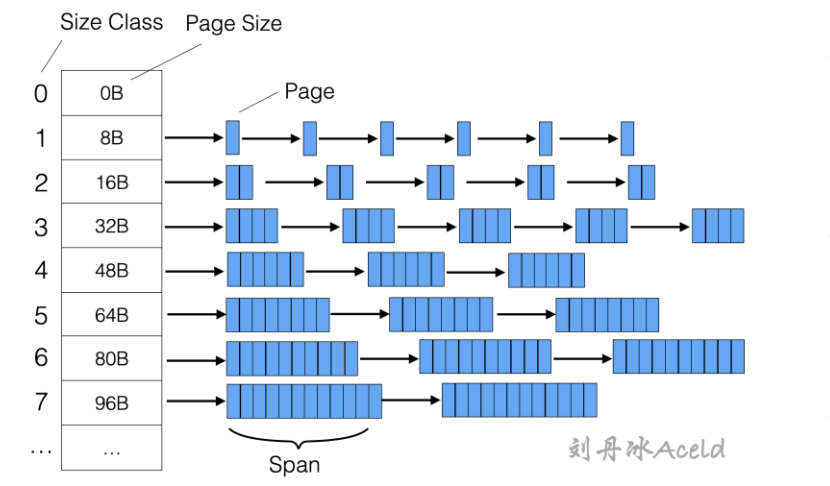 Size Class Page Size
Page
0 0B
1 8B
2 16B
3 32B
4 48B
5 64B
6 80B
7 96B
... ...
Span
刘丹冰Aceld